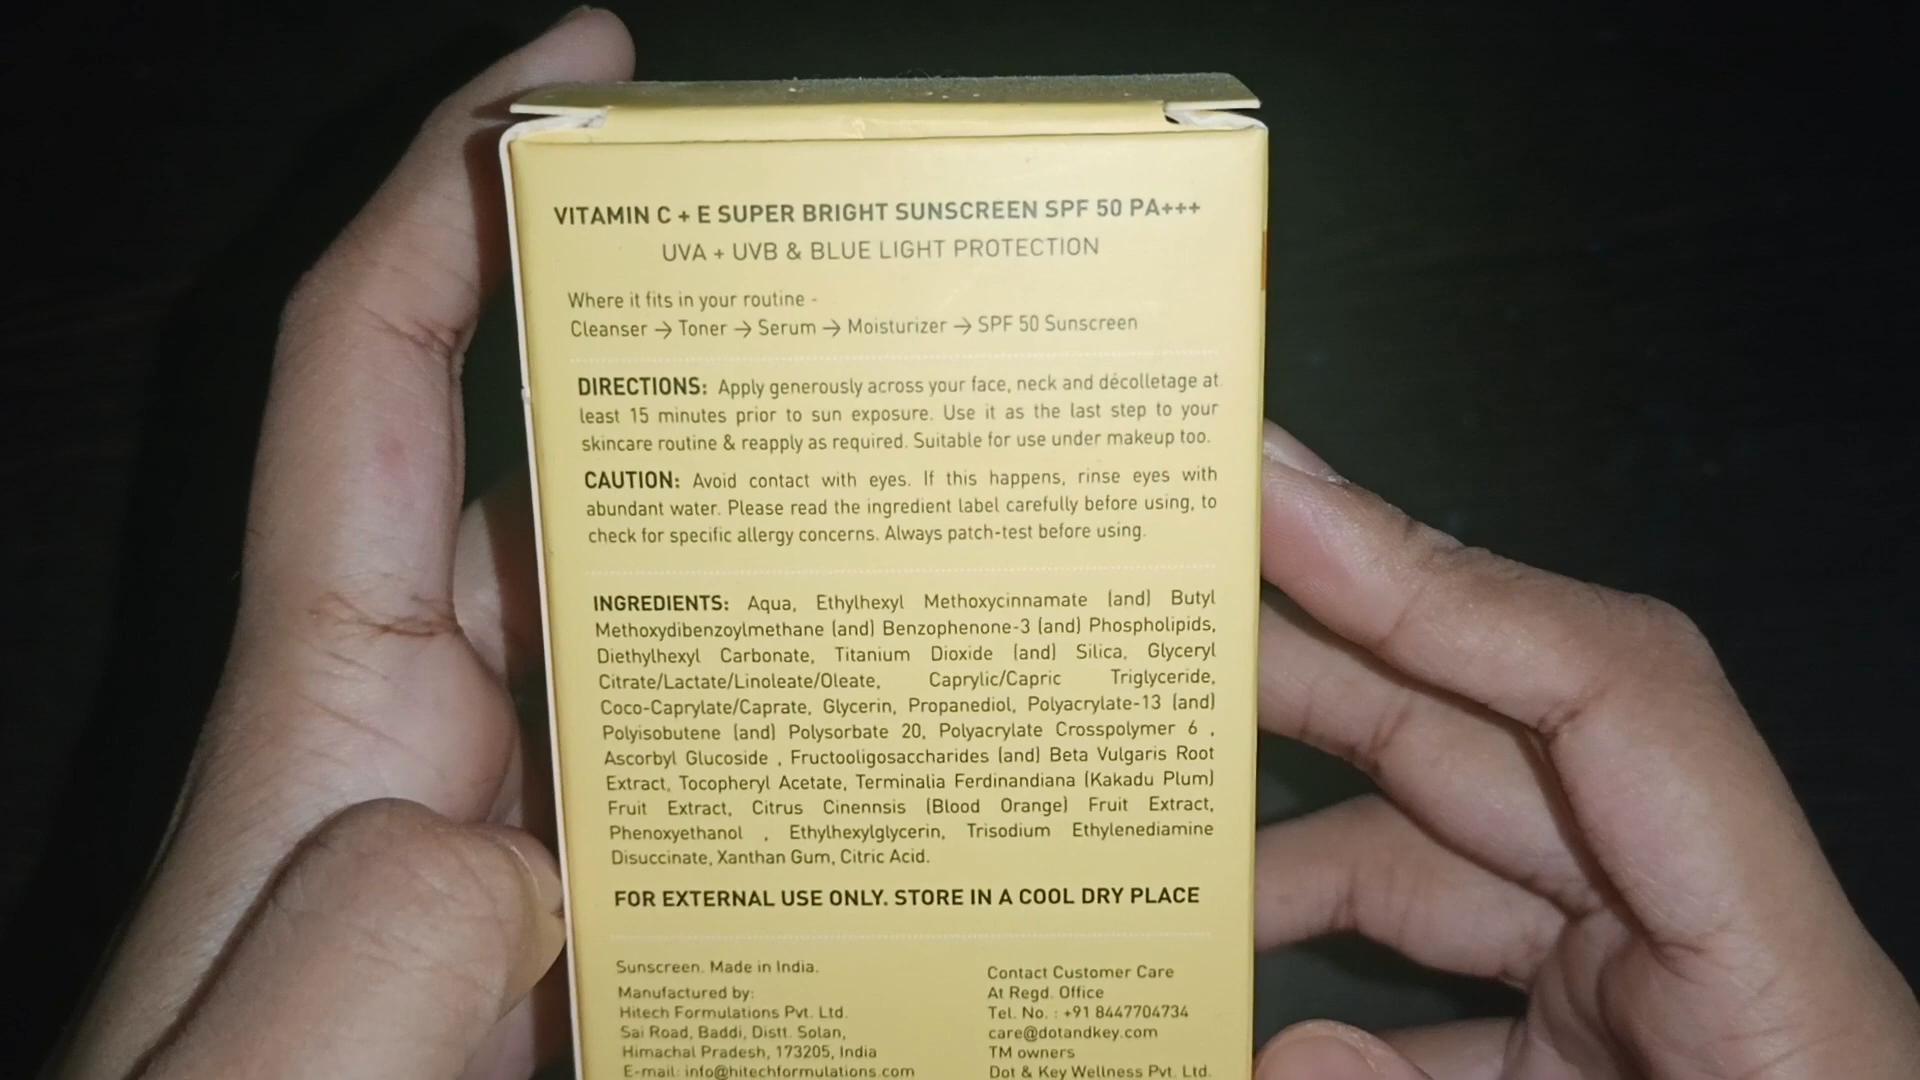 VITAMIN C + E SUPER BRIGHT SUNSCREEN SPF 50 PA+++
UVA + UVB & BLUE LIGHT PROTECTION
Where it fits in your routine -
Cleanser → Toner → Serum → Moisturizer → SPF 50 Sunscreen
DIRECTIONS: Apply generously across your face, neck and décolletage at
least 15 minutes prior to sun exposure. Use it as the last step to your
skincare routine & reapply as required. Suitable for use under makeup too.
CAUTION: Avoid contact with eyes. If this happens, rinse eyes with
abundant water. Please read the ingredient label carefully before using, to
check for specific allergy concerns. Always patch-test before using.
INGREDIENTS: Aqua, Ethylhexyl Methoxycinnamate (and) Butyl
Methoxydibenzoylmethane (and) Benzophenone-3 (and) Phospholipids,
Diethylhexyl Carbonate, Titanium Dioxide (and) Silica, Glyceryl
Citrate/Lactate/Linoleate/Oleate, Caprylic/Capric Triglyceride,
Coco-Caprylate/Caprate, Glycerin, Propanediol, Polyacrylate-13 (and)
Polyisobutene (and) Polysorbate 20, Polyacrylate Crosspolymer 6 ,
Ascorbyl Glucoside , Fructooligosaccharides (and) Beta Vulgaris Root
Extract, Tocopheryl Acetate, Terminalia Ferdinandiana (Kakadu Plum)
Fruit Extract, Citrus Cinennsis (Blood Orange) Fruit Extract,
Phenoxyethanol , Ethylhexylglycerin, Trisodium Ethylenediamine
Disuccinate, Xanthan Gum, Citric Acid.
FOR EXTERNAL USE ONLY. STORE IN A COOL DRY PLACE
Sunscreen. Made in India.
Manufactured by:
Hitech Formulations Pvt. Ltd.
Sai Road, Baddi, Distt. Solan,
Himachal Pradesh, 173205, India
E-mail: info@hitechformulations.com
Contact Customer Care
At Regd. Office
Tel. No. : +91 8447704734
care@dotandkey.com
TM owners
Dot & Key Wellness Pvt. Ltd.